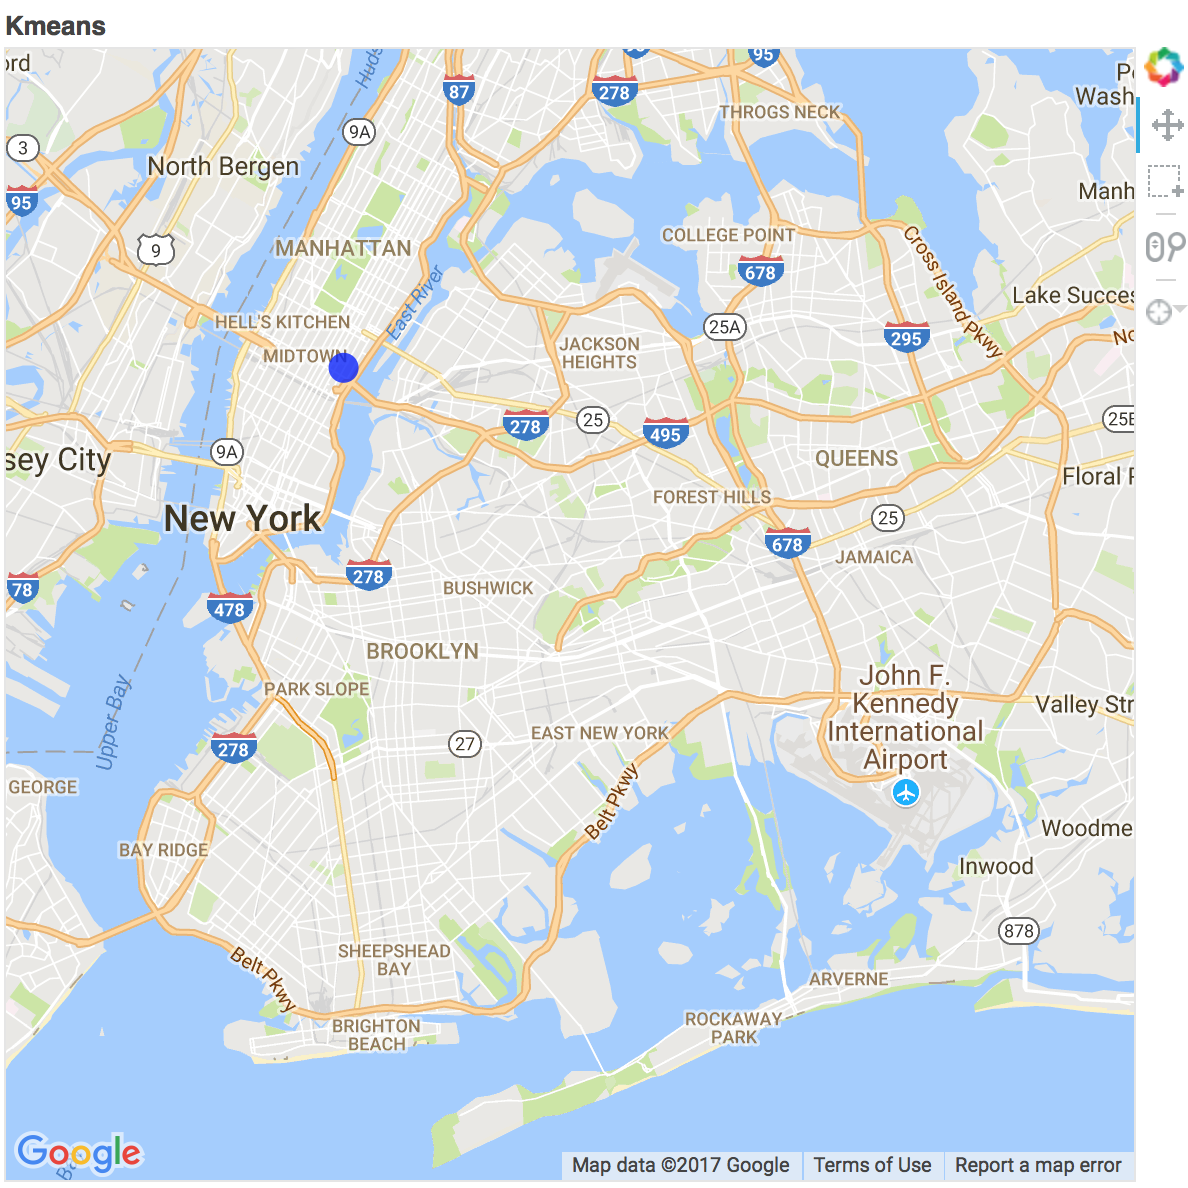 Kmeans
ord
Huds
95
87
278
P
Wash
THROGS NECK
9A
3
North Bergen
95
Manh
9
MANHATTAN
COLLEGE POINT
Cross Island Pkwy
678
East River
Lake Succes
HELL'S KITCHEN
25A
295
No
MIDTOWN
JACKSON
HEIGHTS
278
25
495
25B
9A
sey City
QUEENS
Floral P
FOREST HILLS
New York
25
678
JAMAICA
278
78
BUSHWICK
478
BROOKLYN
John F.
Kennedy
International
Airport
PARK SLOPE
Upper Bay
Valley Str
EAST NEW YORK
27
278
GEORGE
Belt Pkwy
Woodme
BAY RIDGE
Inwood
878
SHEEPSHEAD
BAY
Belt Pkwy
ARVERNE
BRIGHTON
BEACH
ROCKAWAY
PARK
Google
Map data ©2017 Google
Terms of Use
Report a map error